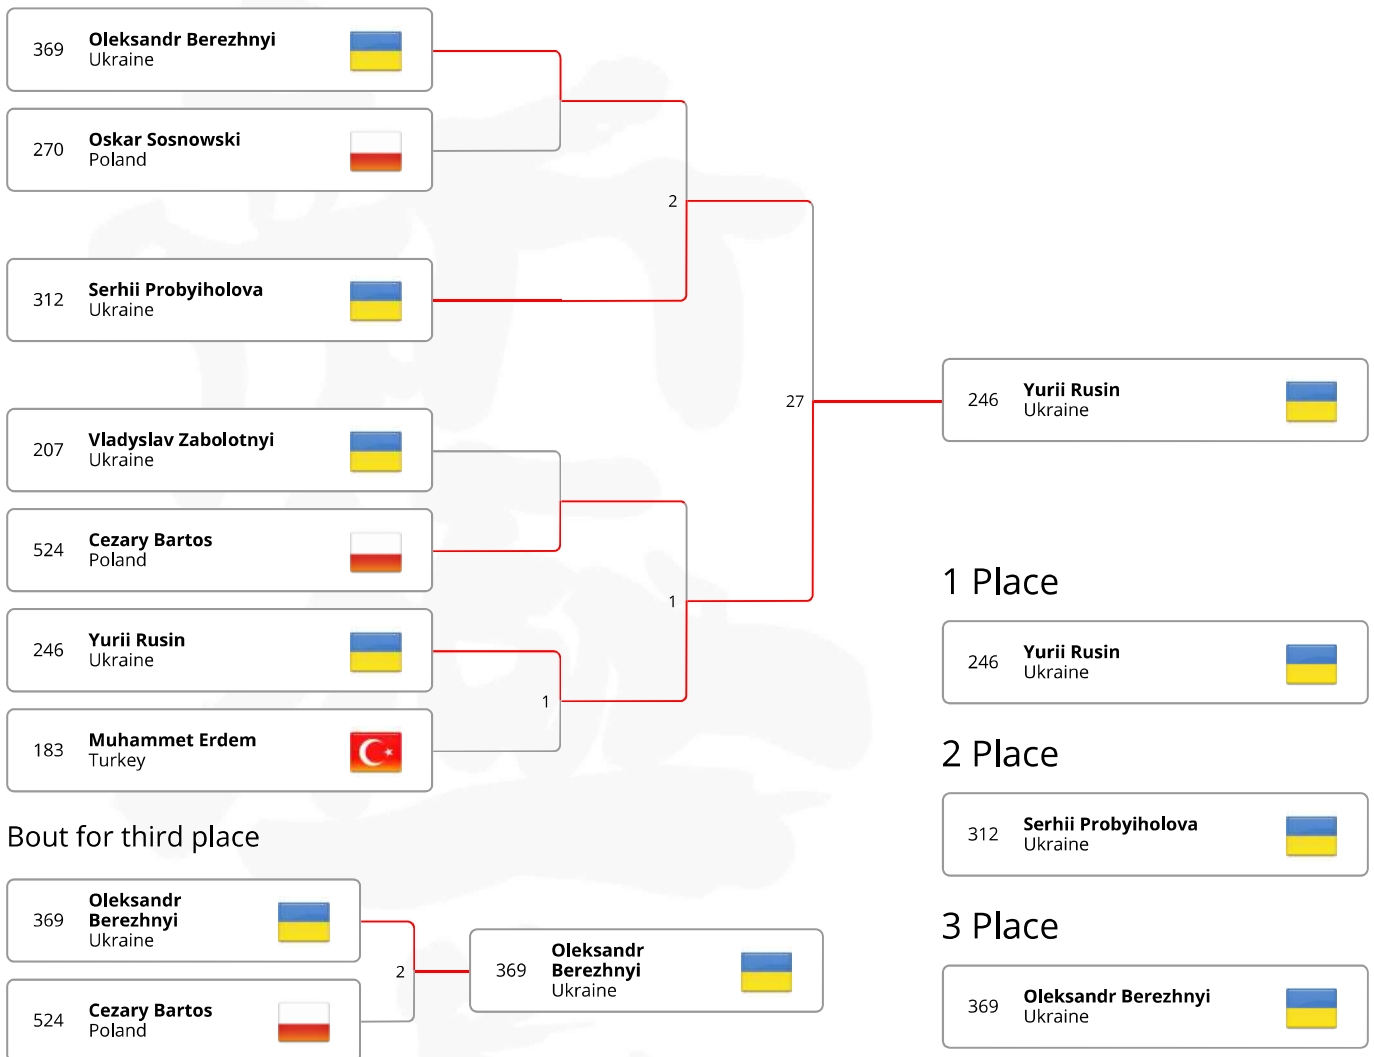 369
Oleksandr Berezhnyi
Ukraine
270
Oskar Sosnowski
Poland
2
312
Serhii Probyiholova
Ukraine
27
246
Yurii Rusin
Ukraine
207
Vladyslav Zabolotnyi
Ukraine
524
Cezary Bartos
Poland
1
1 Place
246
Yurii Rusin
Ukraine
246
Yurii Rusin
Ukraine
1
183
Muhammet Erdem
Turkey
2 Place
312
Serhii Probyiholova
Ukraine
Bout for third place
369
Oleksandr
Berezhnyi
Ukraine
2
369
Oleksandr
Berezhnyi
Ukraine
524
Cezary Bartos
Poland
3 Place
369
Oleksandr Berezhnyi
Ukraine